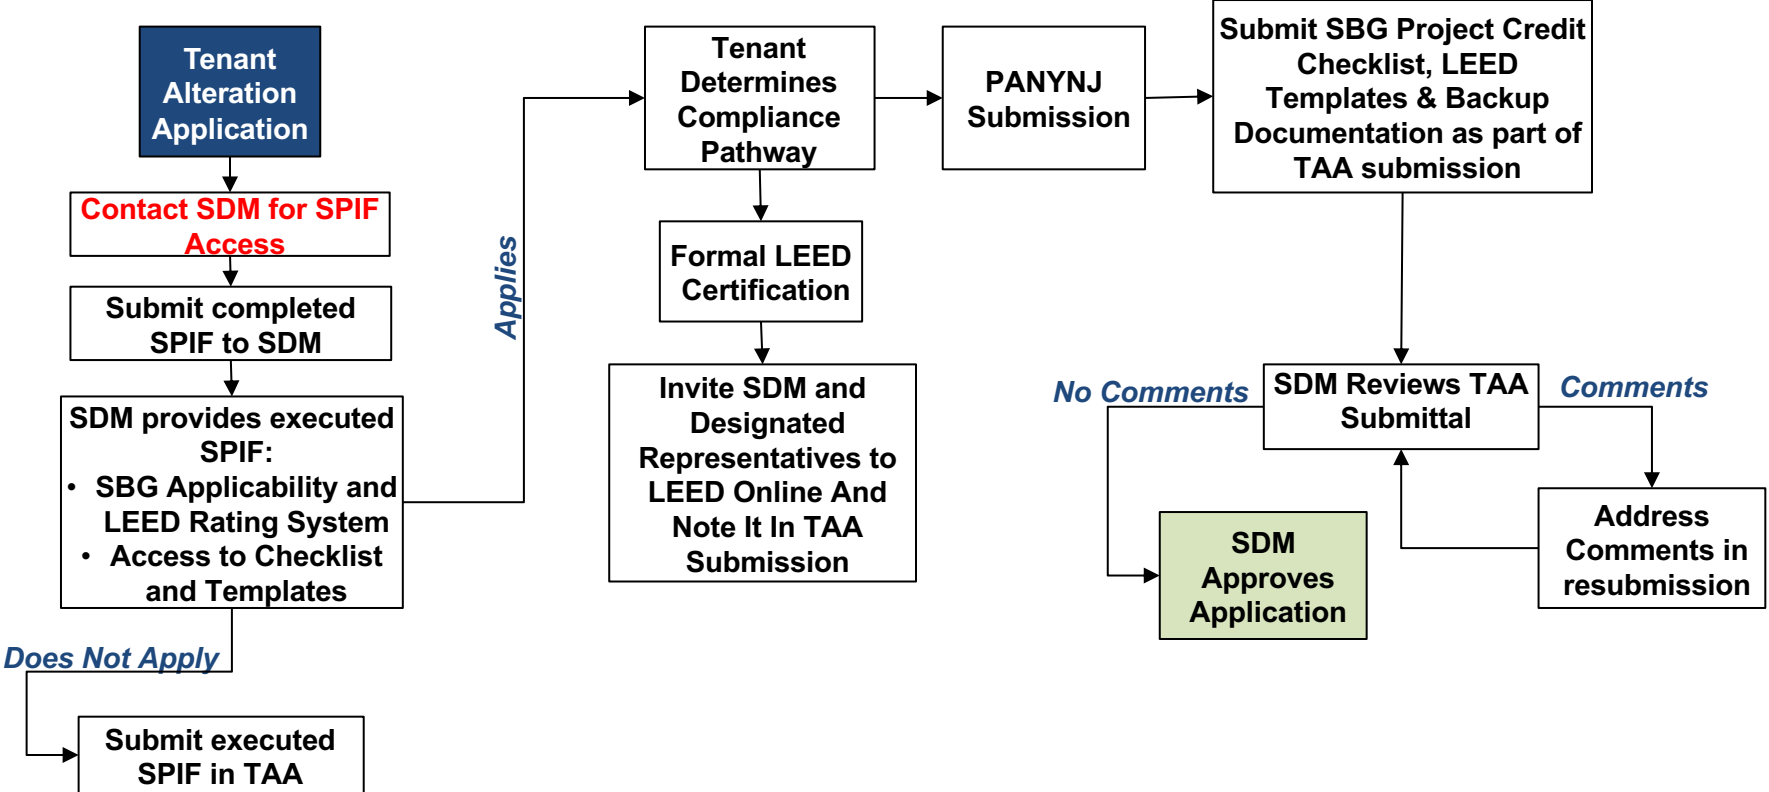 Tenant
Alteration
Application
Contact SDM for SPIF
Access
Submit completed
SPIF to SDM
SDM provides executed
SPIF:
• SBG Applicability and
LEED Rating System
• Access to Checklist
and Templates
Does Not Apply
Submit executed
SPIF in TAA
Applies
Tenant
Determines
Compliance
Pathway
Formal LEED
Certification
Invite SDM and
Designated
Representatives to
LEED Online And
Note It In TAA
Submission
PANYNJ
Submission
Submit SBG Project Credit
Checklist, LEED
Templates & Backup
Documentation as part of
TAA submission
SDM Reviews TAA
Submittal
No Comments
Comments
SDM
Approves
Application
Address
Comments in
resubmission